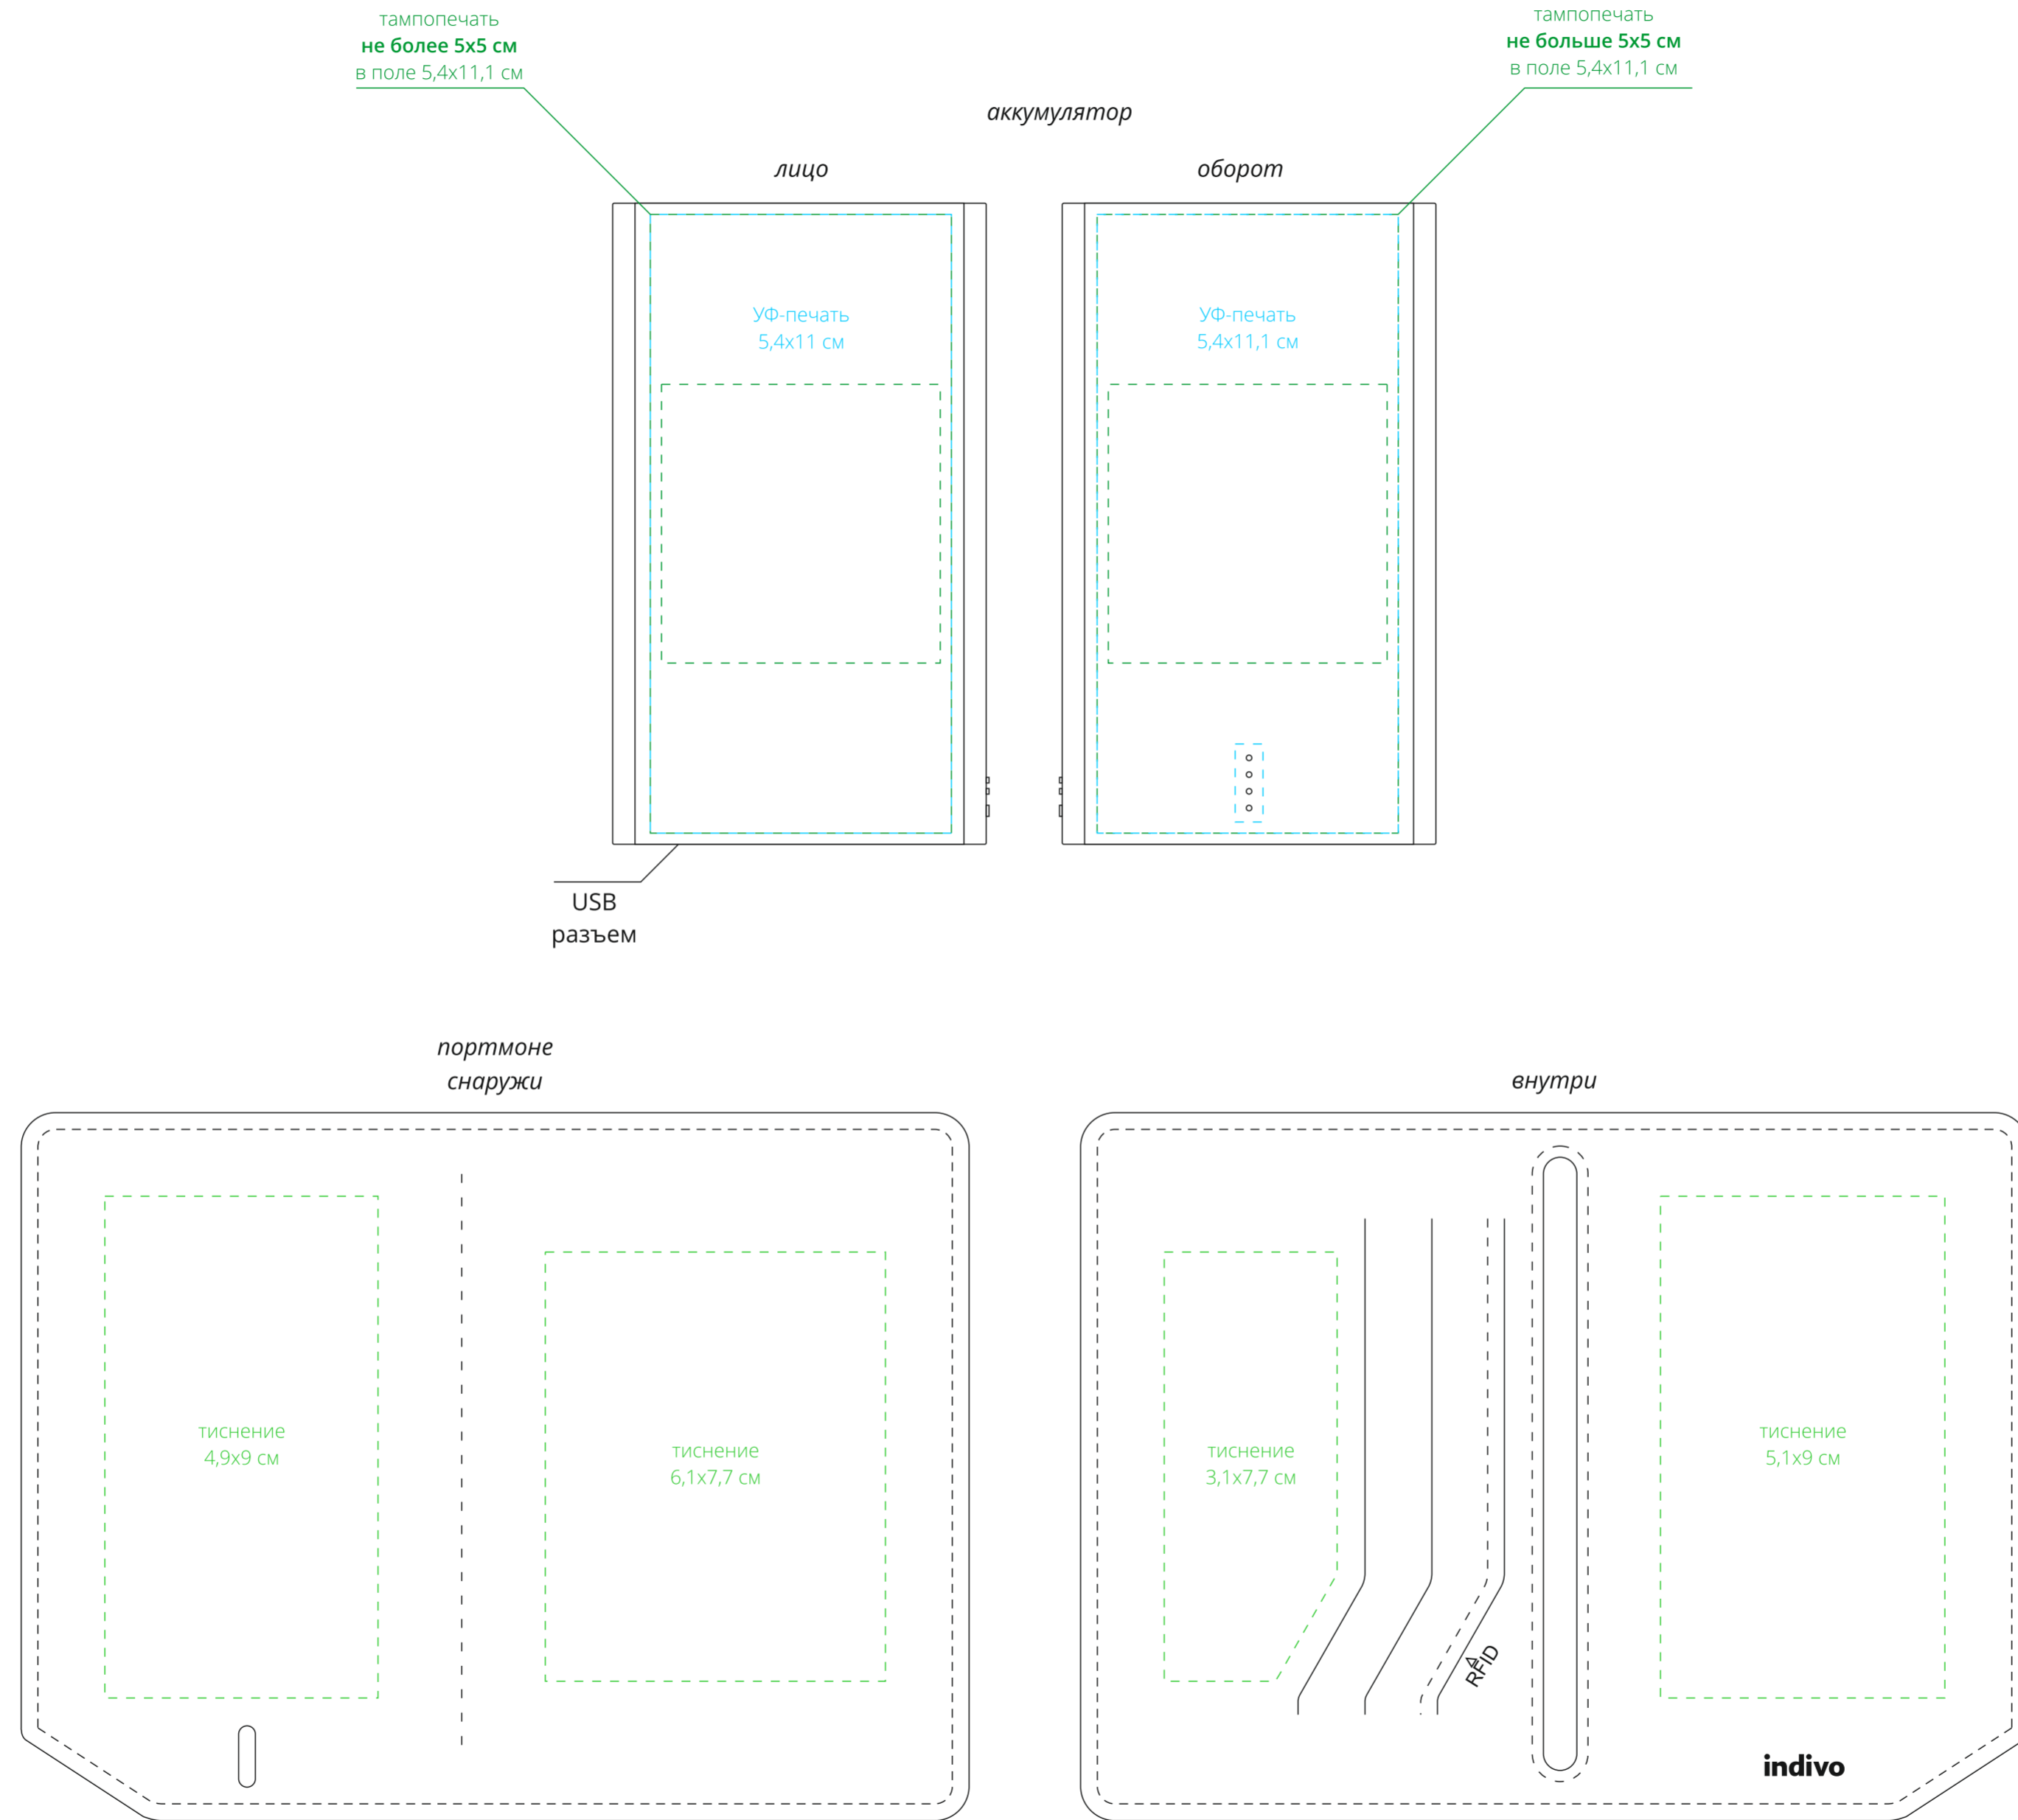 тампопечать
не более 5х5 см
в поле 5,4х11,1 см
тампопечать
не больше 5х5 см
в поле 5,4х11,1 см
аккумулятор
лицо
оборот
УФ-печать
5,4х11 см
УФ-печать
5,4х11,1 см
USB
разъем
портмоне
снаружи
внутри
тиснение
4,9х9 см
тиснение
6,1х7,7 см
тиснение
3,1х7,7 см
тиснение
5,1х9 см
RFID
indivo